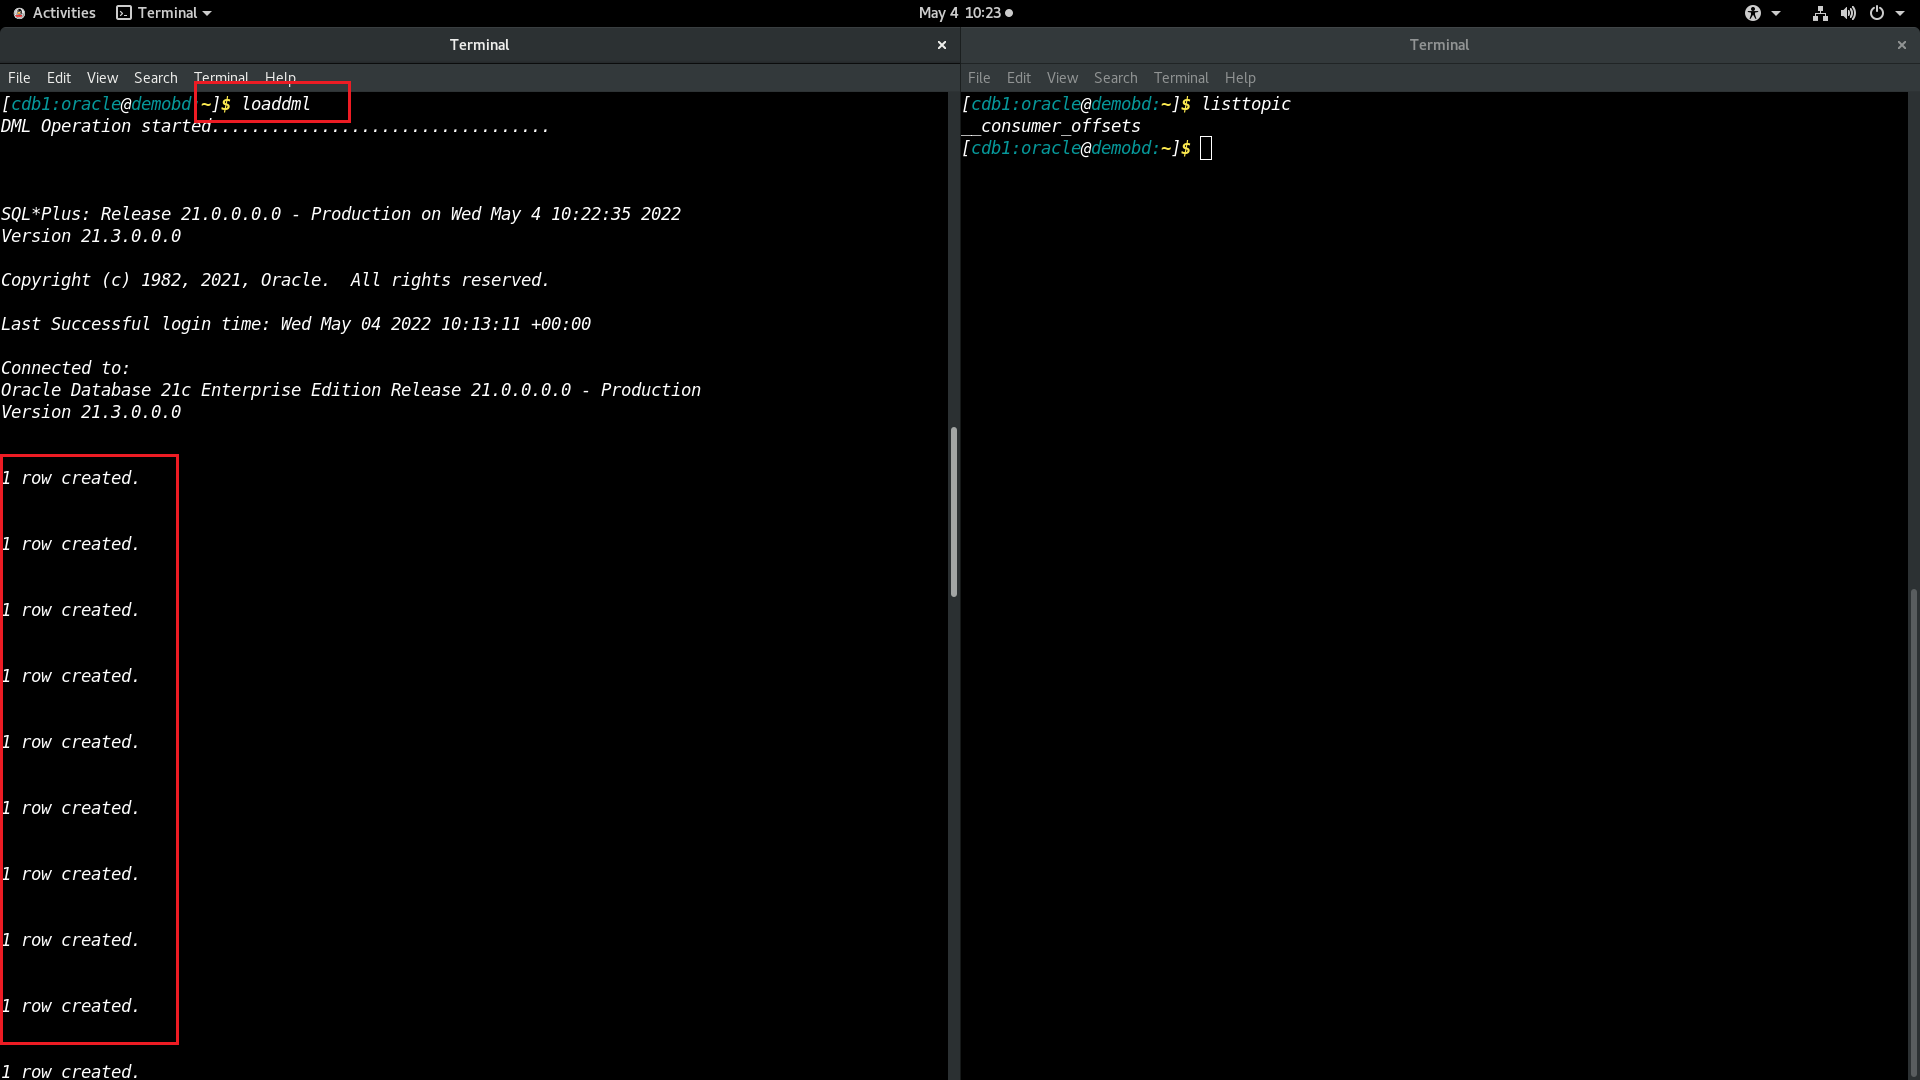 Activities Terminal May 4 10:23
Terminal
File Edit View Search Terminal Help
[cdb1:oracle@demobd ~]$ loaddml
DML Operation started..................................
SQL*Plus: Release 21.0.0.0.0 - Production on Wed May 4 10:22:35 2022
Version 21.3.0.0.0
Copyright (c) 1982, 2021, Oracle.  All rights reserved.
Last Successful login time: Wed May 04 2022 10:13:11 +00:00
Connected to:
Oracle Database 21c Enterprise Edition Release 21.0.0.0.0 - Production
Version 21.3.0.0.0
1 row created.
1 row created.
1 row created.
1 row created.
1 row created.
1 row created.
1 row created.
1 row created.
1 row created.
1 row created.
Terminal
File Edit View Search Terminal Help
[cdb1:oracle@demobd:~]$ listtopic
__consumer_offsets
[cdb1:oracle@demobd:~]$